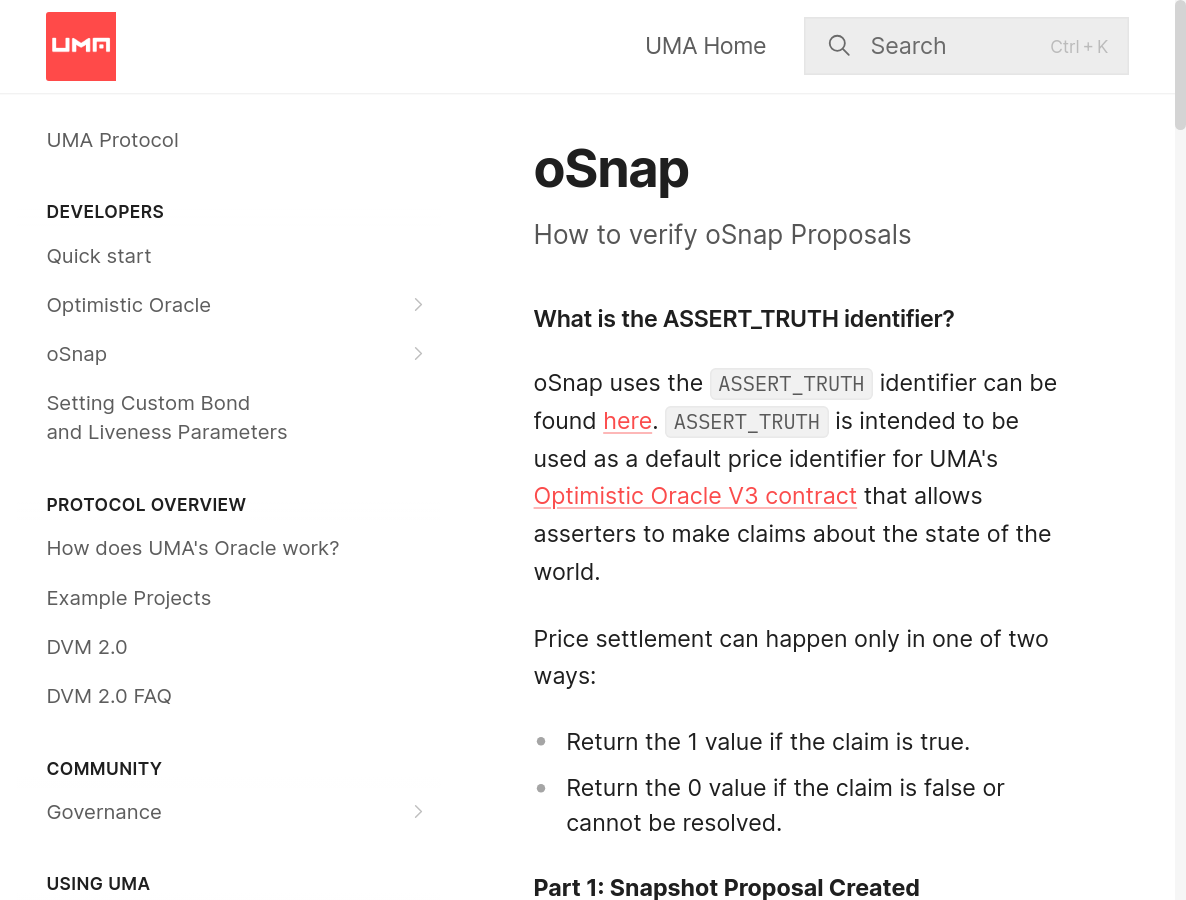 UMA
UMA Home
Search
Ctrl + K
UMA Protocol
DEVELOPERS
Quick start
Optimistic Oracle
oSnap
Setting Custom Bond
and Liveness Parameters
PROTOCOL OVERVIEW
How does UMA's Oracle work?
Example Projects
DVM 2.0
DVM 2.0 FAQ
COMMUNITY
Governance
USING UMA
oSnap
How to verify oSnap Proposals
What is the ASSERT_TRUTH identifier?
oSnap uses the ASSERT_TRUTH identifier can be
found here. ASSERT_TRUTH is intended to be
used as a default price identifier for UMA's
Optimistic Oracle V3 contract that allows
asserters to make claims about the state of the
world.
Price settlement can happen only in one of two
ways:
Return the 1 value if the claim is true.
Return the 0 value if the claim is false or
cannot be resolved.
Part 1: Snapshot Proposal Created